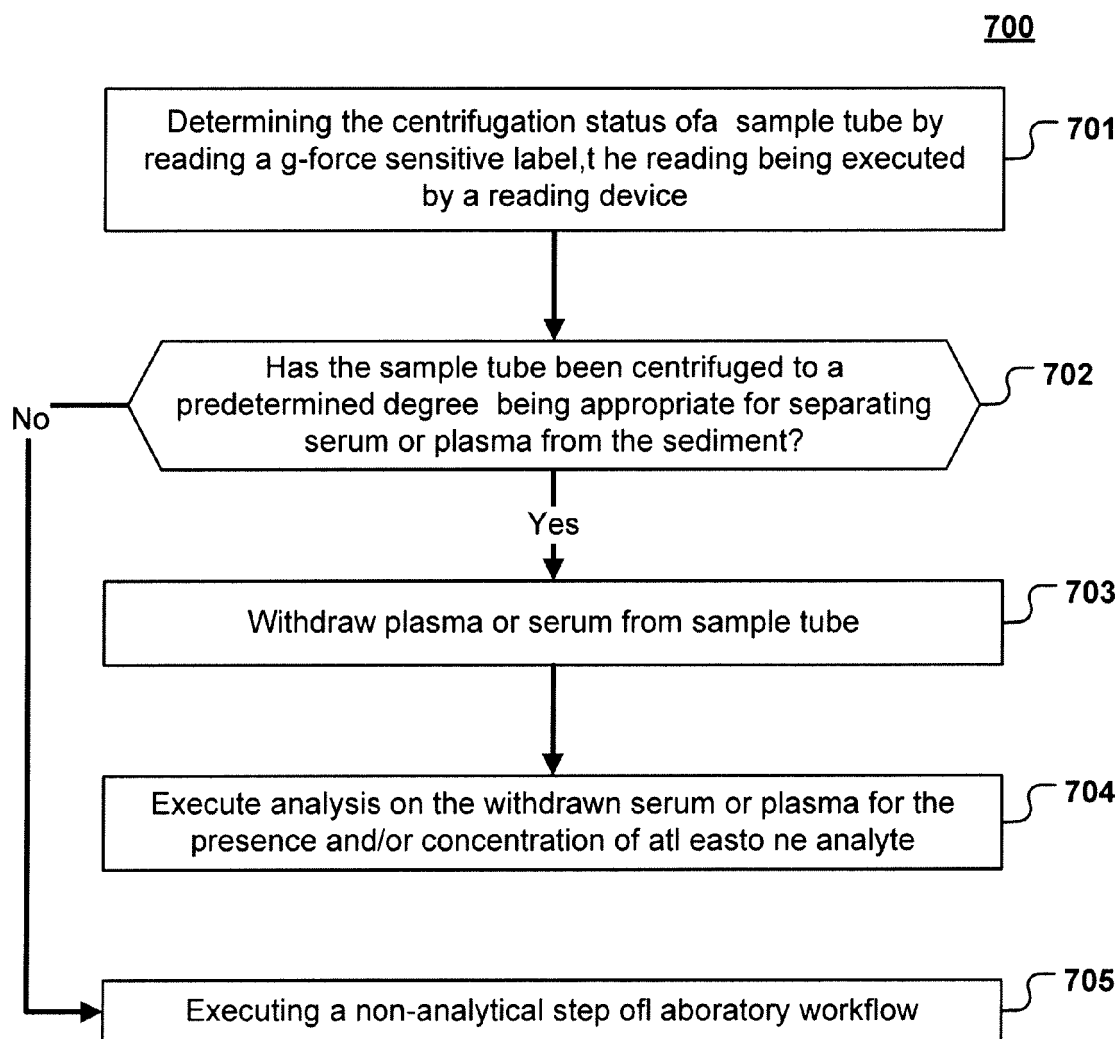 700
Determining the centrifugation status ofa sample tube by
reading a g-force sensitive label,t he reading being executed
by a reading device
701
Has the sample tube been centrifuged to a
predetermined degree being appropriate for separating
serum or plasma from the sediment?
702
No
Yes
Withdraw plasma or serum from sample tube
703
Execute analysis on the withdrawn serum or plasma for the
presence and/or concentration of atl easto ne analyte
704
Executing a non-analytical step ofl aboratory workflow
705